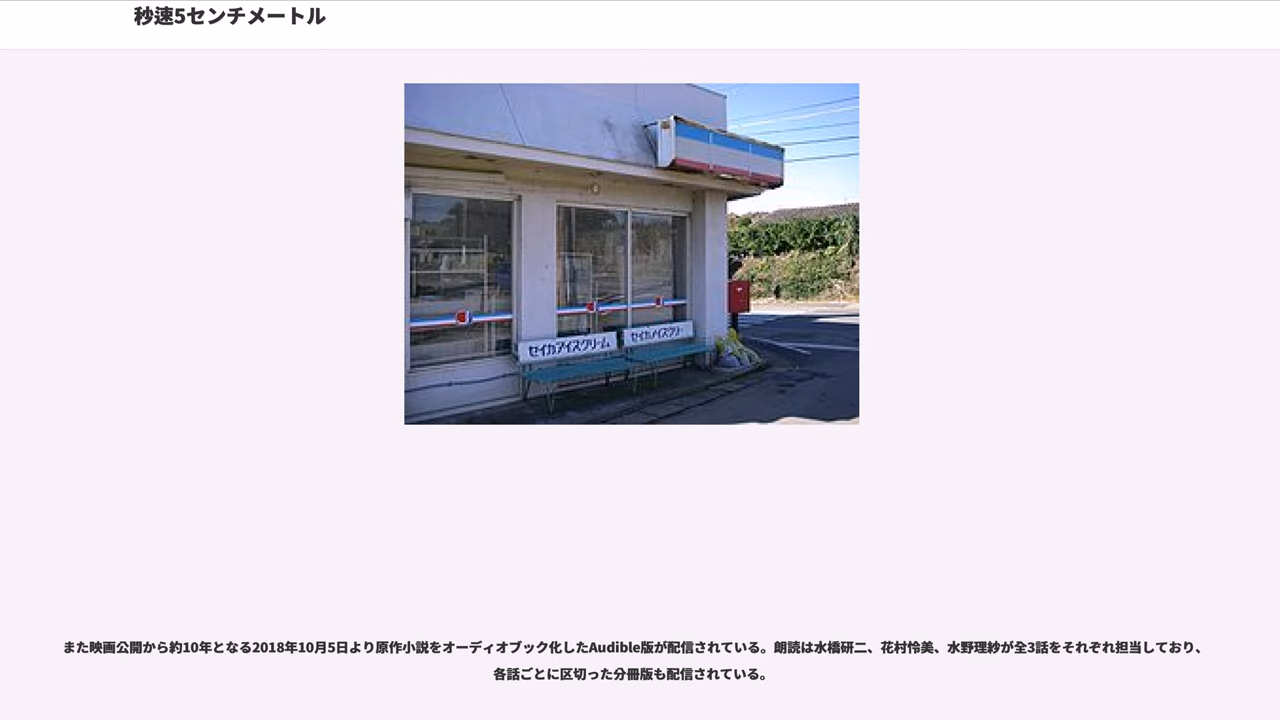 秒速5センチメートル
セイカアイスクリーム
セイカアイスクリー
また映画公開から約10年となる2018年10月5日より原作小説をオーディオブック化したAudible版が配信されている。朗読は水橋研二、花村怜美、水野理紗が全3話をそれぞれ担当しており、
各話ごとに区切った分冊版も配信されている。